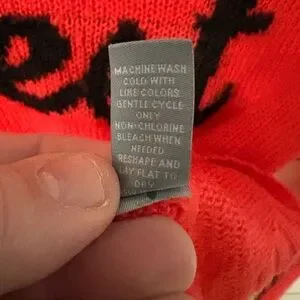 est
MACHINE WASH
COLD WITH
LIKE COLORS
GENTLE CYCLE
ONLY
NON-CHLORINE
BLEACH WHEN
NEEDED
RESHAPE AND
LAY FLAT TO
DRY